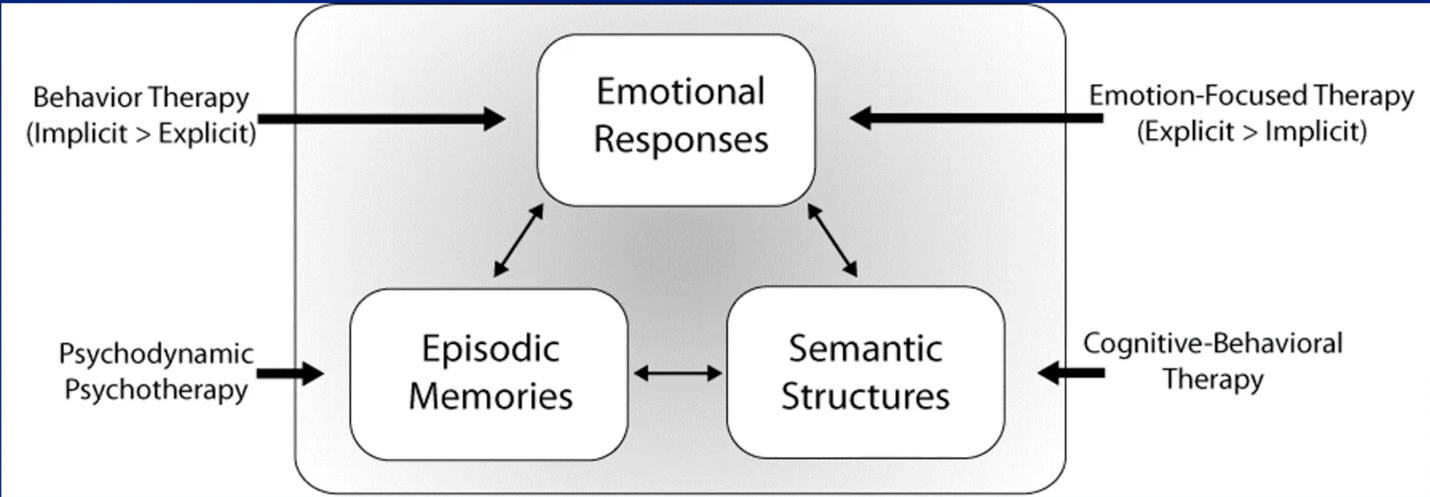 Emotional
Responses
Behavior Therapy
(Implicit > Explicit)
Emotion-Focused Therapy
(Explicit > Implicit)
Episodic
Memories
Semantic
Structures
Psychodynamic
Psychotherapy
Cognitive-Behavioral
Therapy